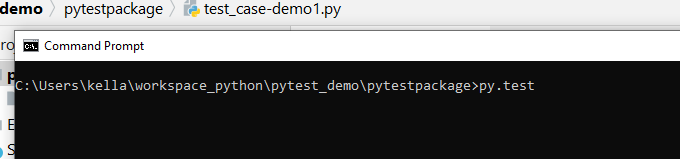 demo pytestpackage test_case-demo1.py
Command Prompt
C:\Users\kella\workspace_python\pytest_demo\pytestpackage>py.test